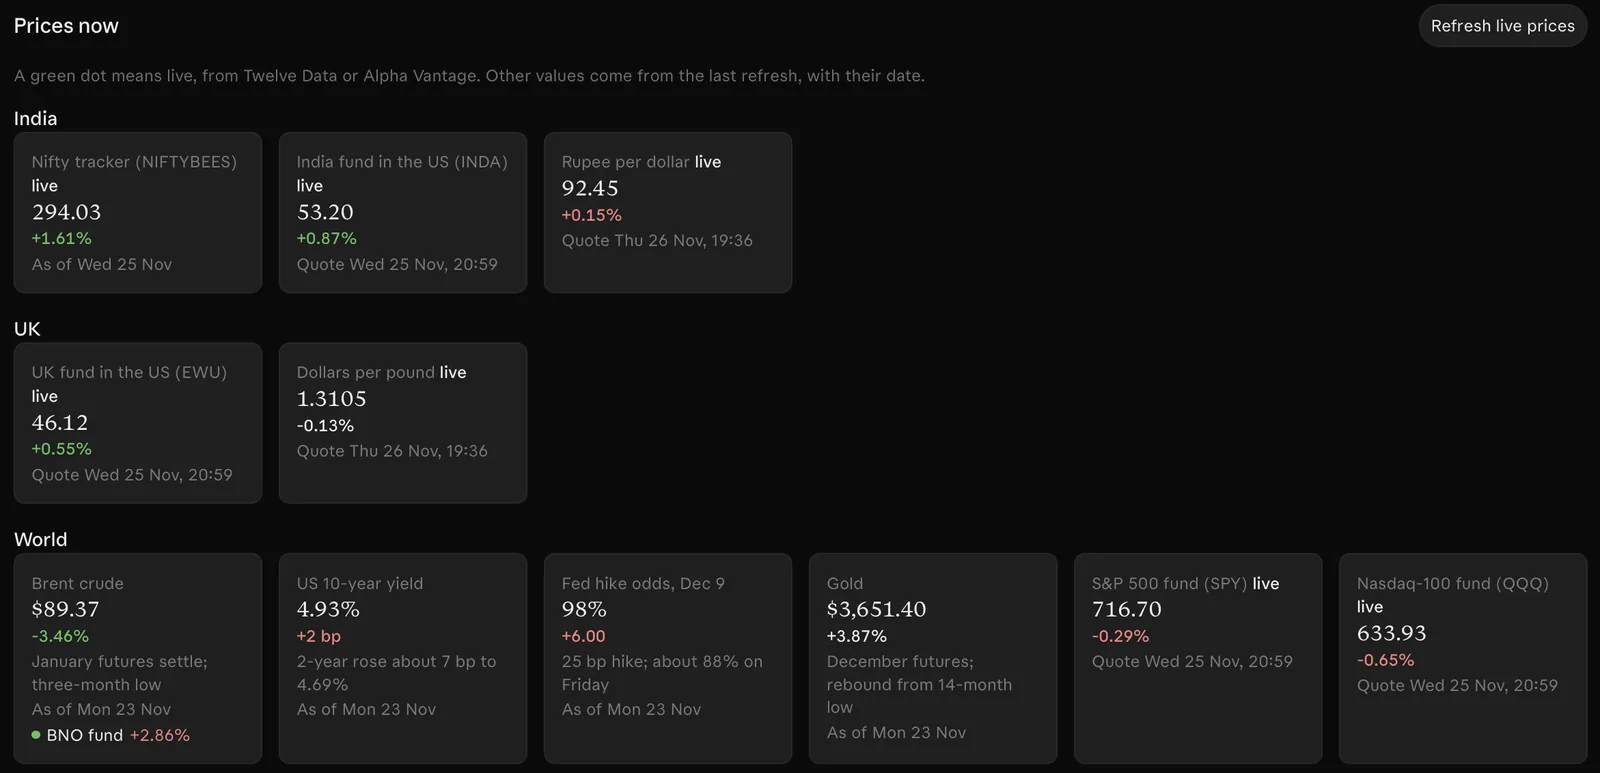 Prices now
Refresh live prices
A green dot means live, from Twelve Data or Alpha Vantage. Other values come from the last refresh, with their date.
India
Nifty tracker (NIFTYBEES)
live
294.03
+1.61%
As of Wed 25 Nov
India fund in the US (INDA)
live
53.20
+0.87%
Quote Wed 25 Nov, 20:59
Rupee per dollar live
92.45
+0.15%
Quote Thu 26 Nov, 19:36
UK
UK fund in the US (EWU)
live
46.12
+0.55%
Quote Wed 25 Nov, 20:59
Dollars per pound live
1.3105
-0.13%
Quote Thu 26 Nov, 19:36
World
Brent crude
$89.37
-3.46%
January futures settle;
three-month low
As of Mon 23 Nov
BNO fund +2.86%
US 10-year yield
4.93%
+2 bp
2-year rose about 7 bp to
4.69%
As of Mon 23 Nov
Fed hike odds, Dec 9
98%
+6.00
25 bp hike; about 88% on
Friday
As of Mon 23 Nov
Gold
$3,651.40
+3.87%
December futures;
rebound from 14-month
low
As of Mon 23 Nov
S&P 500 fund (SPY) live
716.70
-0.29%
Quote Wed 25 Nov, 20:59
Nasdaq-100 fund (QQQ)
live
633.93
-0.65%
Quote Wed 25 Nov, 20:59